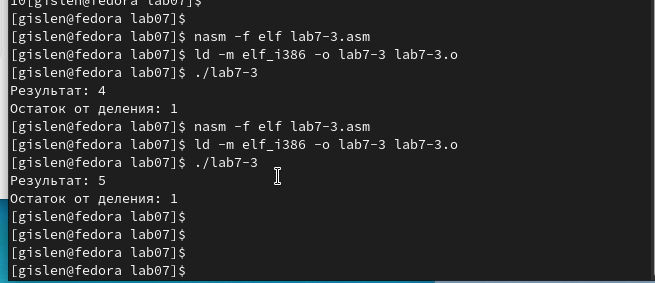 10[gislen@fedora lab07]$
[gislen@fedora lab07]$
[gislen@fedora lab07]$ nasm -f elf lab7-3.asm
[gislen@fedora lab07]$ ld -m elf_i386 -o lab7-3 lab7-3.o
[gislen@fedora lab07]$ ./lab7-3
Результат: 4
Остаток от деления: 1
[gislen@fedora lab07]$ nasm -f elf lab7-3.asm
[gislen@fedora lab07]$ ld -m elf_i386 -o lab7-3 lab7-3.o
[gislen@fedora lab07]$ ./lab7-3
Результат: 5
Остаток от деления: 1
[gislen@fedora lab07]$
[gislen@fedora lab07]$
[gislen@fedora lab07]$
[gislen@fedora lab07]$